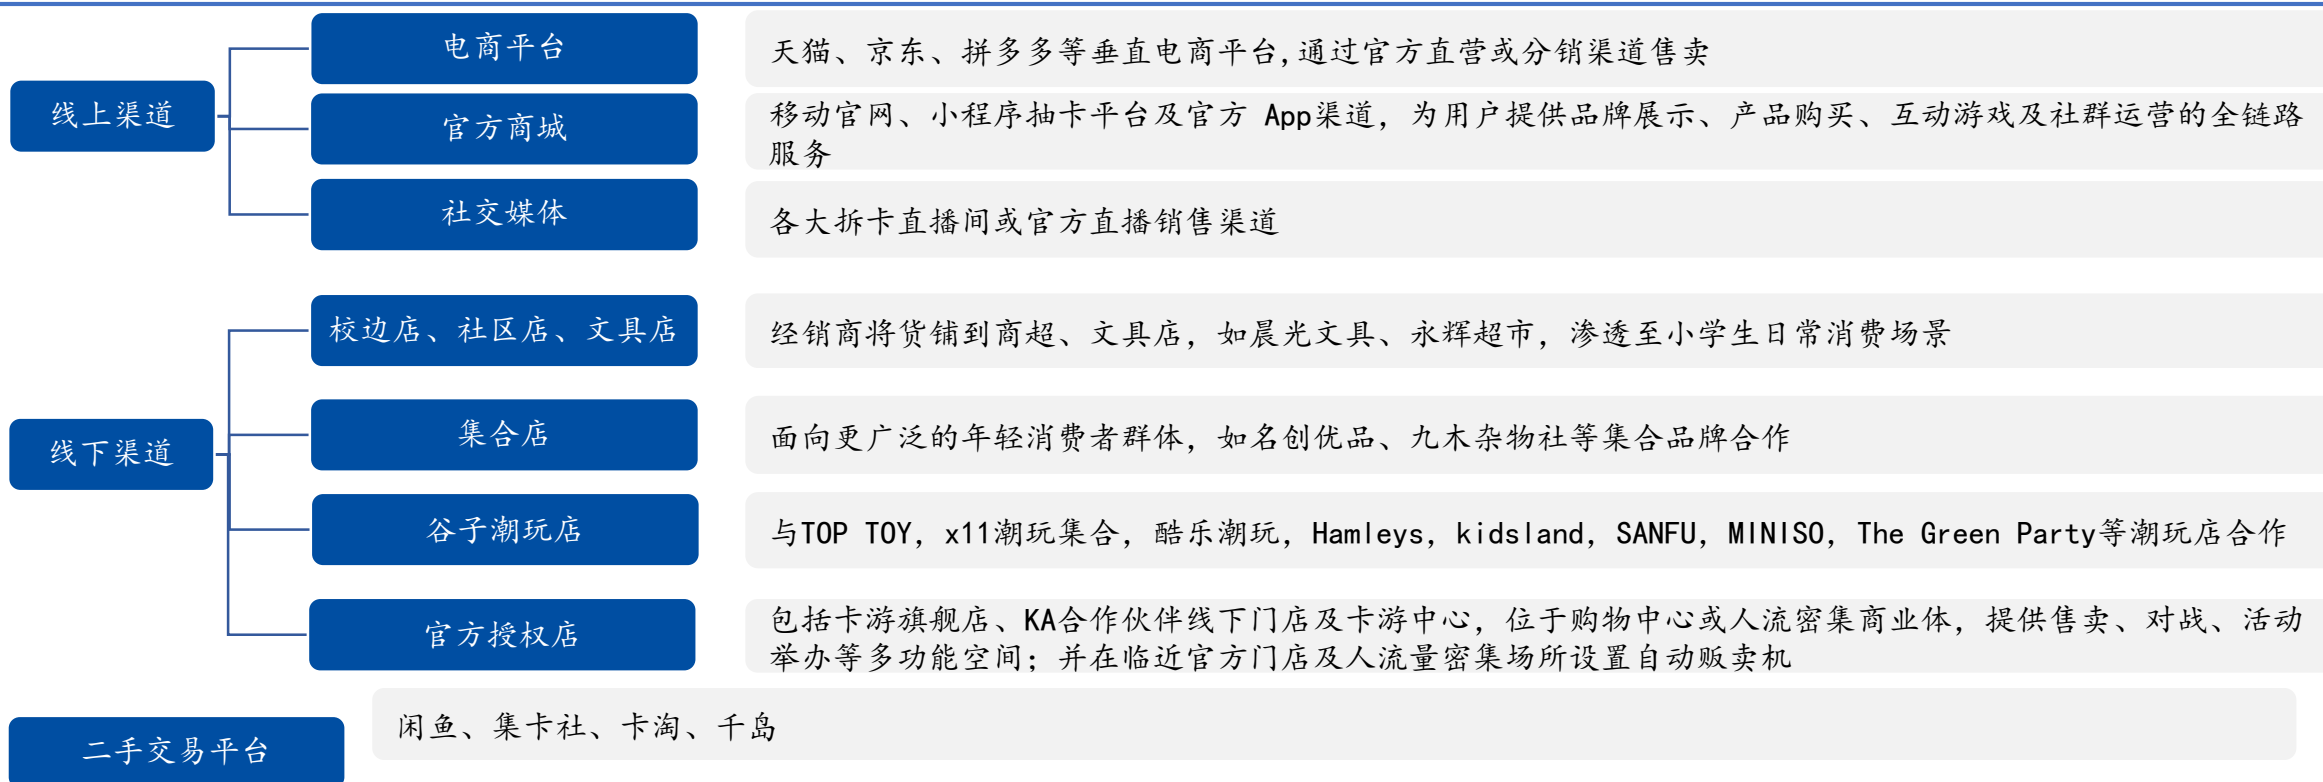 线上渠道
电商平台
天猫、京东、拼多多等垂直电商平台,通过官方直营或分销渠道售卖
官方商城
移动官网、小程序抽卡平台及官方 App渠道，为用户提供品牌展示、产品购买、互动游戏及社群运营的全链路
服务
社交媒体
各大拆卡直播间或官方直播销售渠道
线下渠道
校边店、社区店、文具店
经销商将货铺到商超、文具店，如晨光文具、永辉超市，渗透至小学生日常消费场景
集合店
面向更广泛的年轻消费者群体，如名创优品、九木杂物社等集合品牌合作
谷子潮玩店
与TOP TOY，x11潮玩集合，酷乐潮玩，Hamleys，kidsland，SANFU，MINISO，The Green Party等潮玩店合作
官方授权店
包括卡游旗舰店、KA合作伙伴线下门店及卡游中心，位于购物中心或人流密集商业体，提供售卖、对战、活动
举办等多功能空间；并在临近官方门店及人流量密集场所设置自动贩卖机
二手交易平台
闲鱼、集卡社、卡淘、千岛